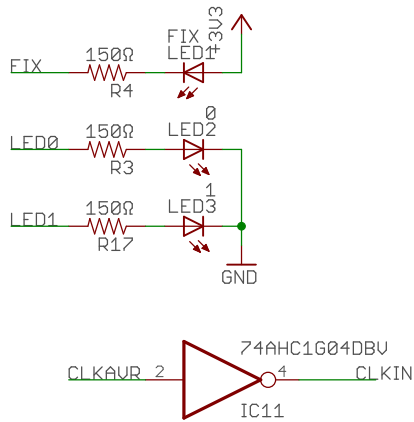 FIX 150Ω R4 FIX LED1 +3V3
LED0 150Ω R3 0 LED2
LED1 150Ω R17 1 LED3
GND
74AHC1G04DBV
CLKAVR 2 4 CLKIN
IC11